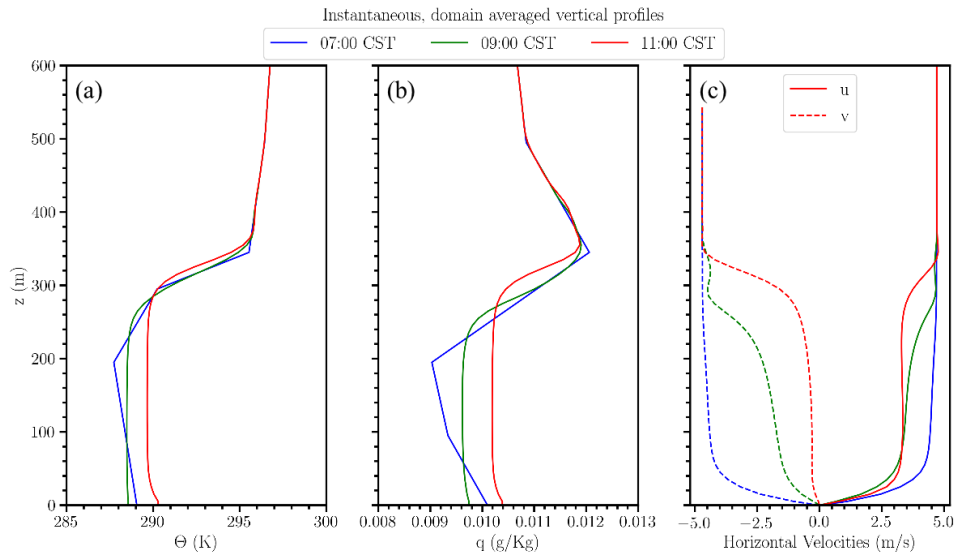 Instantaneous, domain averaged vertical profiles
07:00 CST 09:00 CST 11:00 CST
(a) (b) (c)
u
v
600
500
400
300
200
100
0
z (m)
285 290 295 300
Θ (K)
0.008 0.009 0.010 0.011 0.012 0.013
q (g/Kg)
−5.0 −2.5 0.0 2.5 5.0
Horizontal Velocities (m/s)